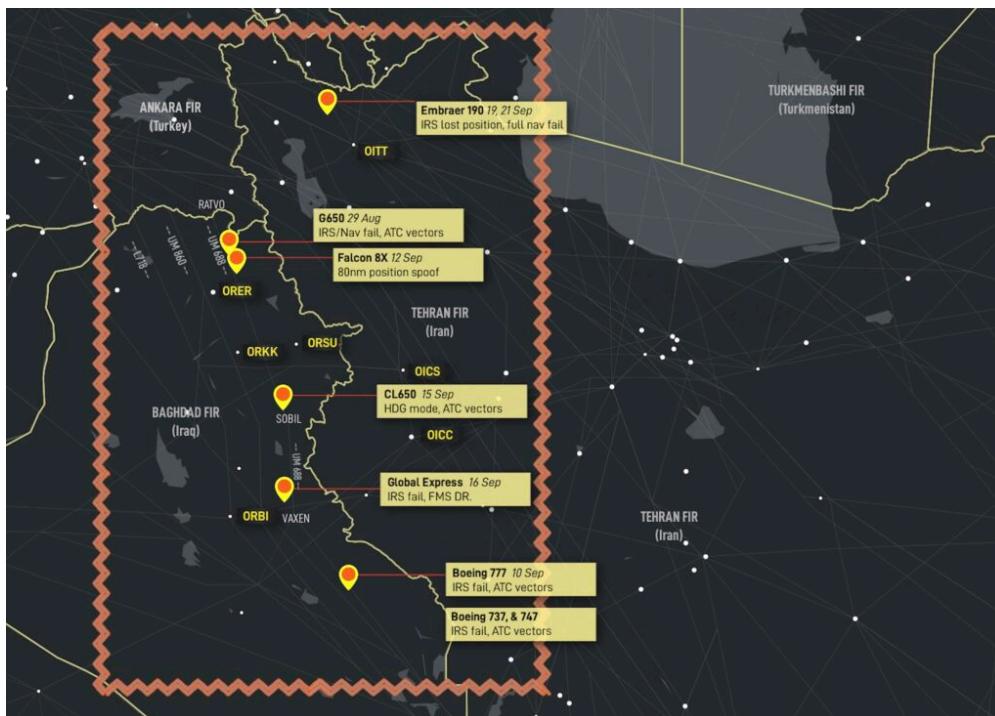 ANKARA FIR
(Turkey)
TURKMENBASHI FIR
(Turkmenistan)
Embraer 190 19, 21 Sep
IRS lost position, full nav fail
OITT
RATVO
G650 29 Aug
IRS/Nav fail, ATC vectors
Falcon 8X 12 Sep
80nm position spoof
-- UM 688 --
-- UM 860 --
ORER
TEHRAN FIR
(Iran)
ORKK
ORSU
OICS
CL650 15 Sep
HDG mode, ATC vectors
BAGHDAD FIR
(Iraq)
SOBIL
OICC
-- UM 688 --
Global Express 16 Sep
IRS fail, FMS DR.
ORBI
VAXEN
TEHRAN FIR
(Iran)
Boeing 777 10 Sep
IRS fail, ATC vectors
Boeing 737, & 747
IRS fail, ATC vectors